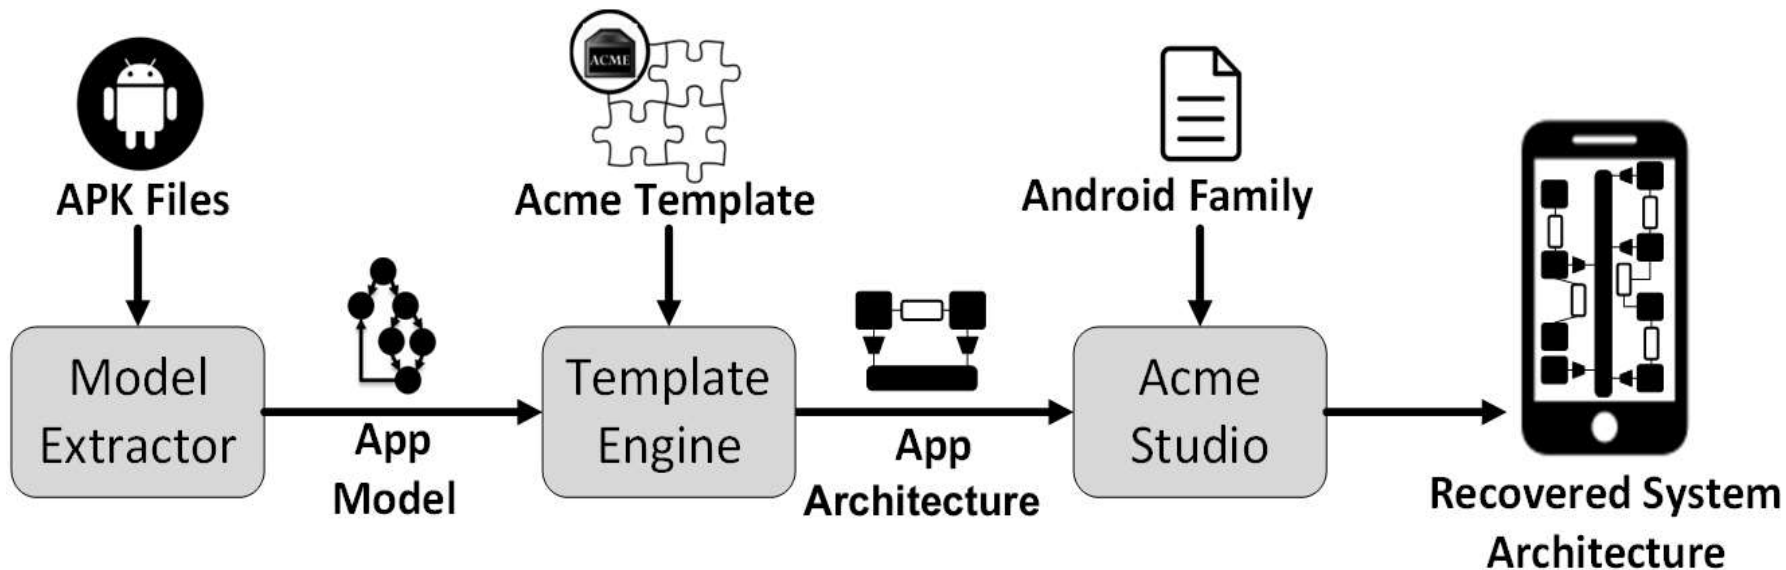 ACME
APK Files
Acme Template
Android Family
Model
Extractor
App
Model
Template
Engine
App
Architecture
Acme
Studio
Recovered System
Architecture